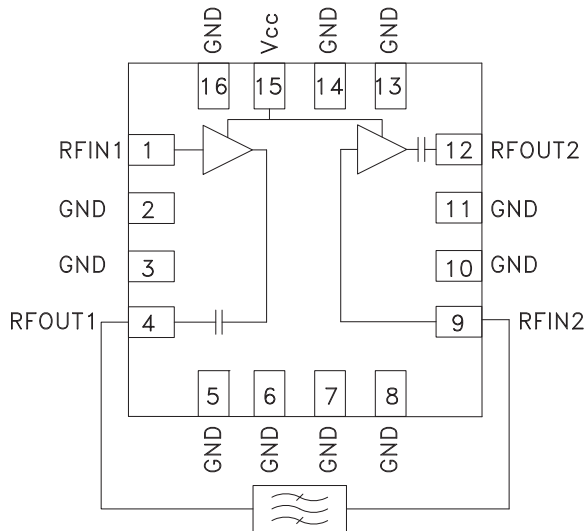 GND
Vcc
GND
GND
16
15
14
13
RFIN1
1
12
RFOUT2
GND
2
11
GND
GND
3
10
GND
RFOUT1
4
9
RFIN2
5
6
7
8
GND
GND
GND
GND